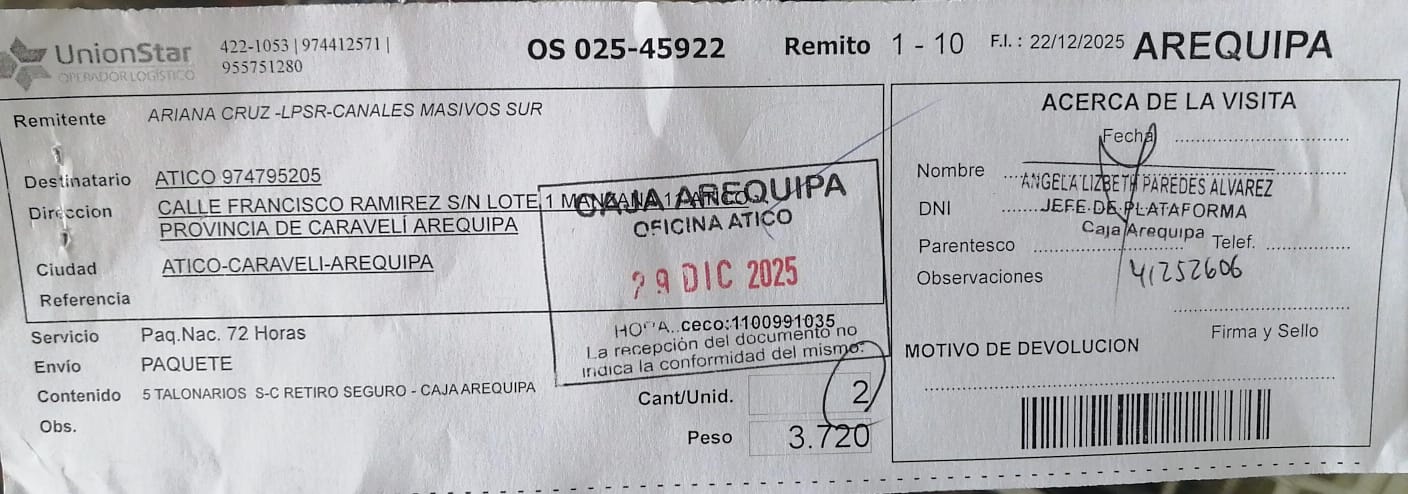 UnionStar
OPERADOR LOGÍSTICO
422-1053 | 974412571 |
955751280
OS 025-45922
Remito 1 - 10
F.I. : 22/12/2025
AREQUIPA
Remitente ARIANA CRUZ -LPSR-CANALES MASIVOS SUR
Destinatario ATICO 974795205
Direccion CALLE FRANCISCO RAMIREZ S/N LOTE 1 MANZANA 1
PROVINCIA DE CARAVELÍ AREQUIPA
Ciudad ATICO-CARAVELI-AREQUIPA
Referencia
Servicio Paq.Nac. 72 Horas
Envío PAQUETE
Contenido 5 TALONARIOS S-C RETIRO SEGURO - CAJA AREQUIPA
Obs.
CAJA AREQUIPA
OFICINA ATICO
29 DIC 2025
HORA.. ceco:1100991035
La recepción del documento no
indica la conformidad del mismo.
Cant/Unid. 2
Peso 3.720
ACERCA DE LA VISITA
Fecha
Nombre ANGELA LIZBETH PAREDES ALVAREZ
DNI JEFE DE PLATAFORMA
Caja Arequipa
Parentesco Telef.
Observaciones 41252606
Firma y Sello
MOTIVO DE DEVOLUCION